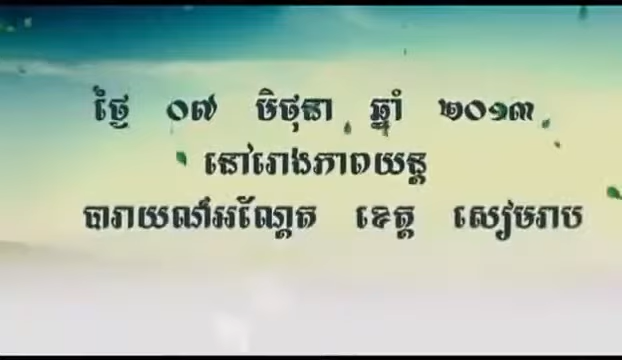 ថ្ងៃ ០៧ មិថុនា ឆ្នាំ ២០១៣
នៅរោងភាពយន្ត
បារាយណ៍អណ្ដែត ខេត្ត សៀមរាប